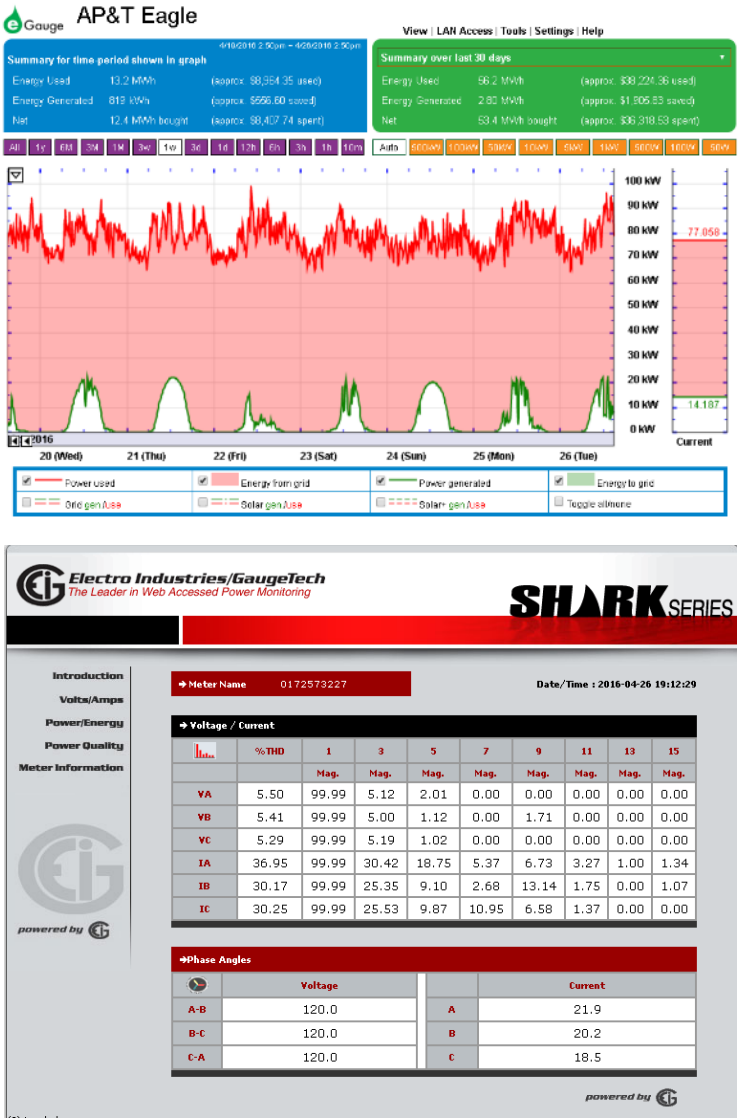 eGauge AP&T Eagle
View | LAN Access | Tools | Settings | Help
4/19/2016 2:50pm – 4/26/2016 2:50pm
Summary for time-period shown in graph
Energy Used 13.2 MWh (approx. $8,964.35 used)
Energy Generated 819 kWh (approx. $556.60 saved)
Net 12.4 MWh bought (approx. $8,407.74 spent)
Summary over last 30 days
Energy Used 56.2 MWh (approx. $38,224.36 used)
Energy Generated 2.80 MWh (approx. $1,905.83 saved)
Net 53.4 MWh bought (approx. $36,318.53 spent)
All 1y 6M 3M 1M 3w 1w 3d 1d 12h 6h 3h 1h 10m Auto 500kW 100kW 50kW 10kW 5kW 1kW 500W 100W 50W
100 kW
90 kW
80 kW
77.858
70 kW
60 kW
50 kW
40 kW
30 kW
20 kW
10 kW
14.187
0 kW
Current
2016
20 (Wed) 21 (Thu) 22 (Fri) 23 (Sat) 24 (Sun) 25 (Mon) 26 (Tue)
Power used Energy from grid Power generated Energy to grid
Grid gen/use Solar gen/use Solar+ gen/use Toggle all/none
EIG Electro Industries/GaugeTech
The Leader in Web Accessed Power Monitoring
SHARK SERIES
Introduction
Volts/Amps
Power/Energy
Power Quality
Meter Information
powered by EIG
Meter Name 0172573227 Date/Time : 2016-04-26 19:12:29
Voltage / Current
%THD 1 3 5 7 9 11 13 15
Mag. Mag. Mag. Mag. Mag. Mag. Mag. Mag.
VA 5.50 99.99 5.12 2.01 0.00 0.00 0.00 0.00 0.00
VB 5.41 99.99 5.00 1.12 0.00 1.71 0.00 0.00 0.00
VC 5.29 99.99 5.19 1.02 0.00 0.00 0.00 0.00 0.00
IA 36.95 99.99 30.42 18.75 5.37 6.73 3.27 1.00 1.34
IB 30.17 99.99 25.35 9.10 2.68 13.14 1.75 0.00 1.07
IC 30.25 99.99 25.53 9.87 10.95 6.58 1.37 0.00 0.00
Phase Angles
Voltage Current
A-B 120.0 A 21.9
B-C 120.0 B 20.2
C-A 120.0 C 18.5
powered by EIG